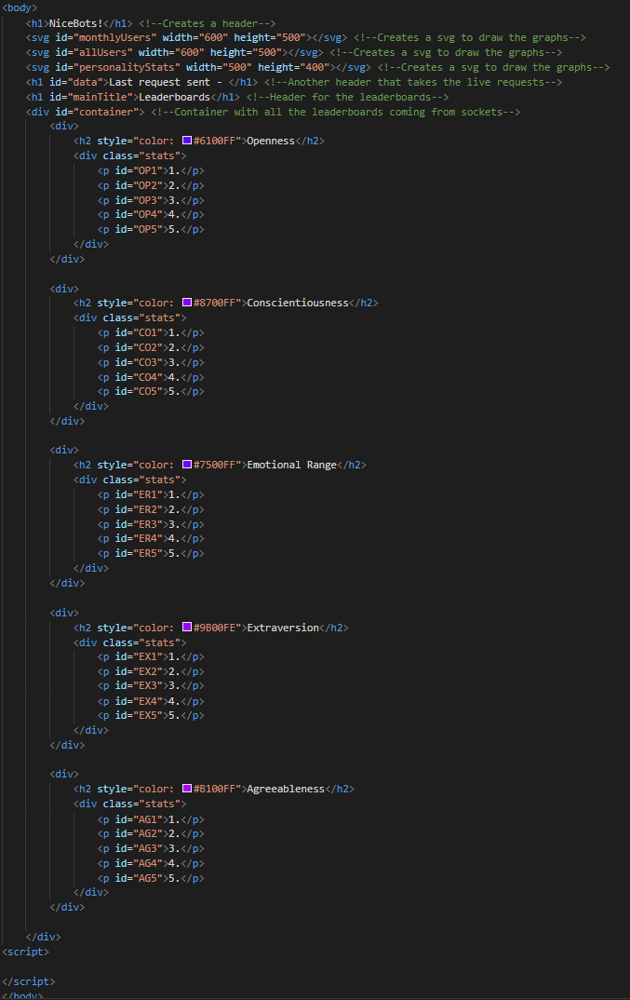 <body>
<h1>NiceBots!</h1> <!--Creates a header-->
<svg id="monthlyUsers" width="600" height="500"></svg> <!--Creates a svg to draw the graphs-->
<svg id="allUsers" width="600" height="500"></svg> <!--Creates a svg to draw the graphs-->
<svg id="personalityStats" width="500" height="400"></svg> <!--Creates a svg to draw the graphs-->
<h1 id="data">Last request sent - </h1> <!--Another header that takes the live requests-->
<h1 id="mainTitle">Leaderboards</h1> <!--Header for the leaderboards-->
<div id="container"> <!--Container with all the leaderboards coming from sockets-->
<div>
<h2 style="color: #6100FF">Openness</h2>
<div class="stats">
<p id="OP1">1.</p>
<p id="OP2">2.</p>
<p id="OP3">3.</p>
<p id="OP4">4.</p>
<p id="OP5">5.</p>
</div>
</div>
<div>
<h2 style="color: #8700FF">Conscientiousness</h2>
<div class="stats">
<p id="CO1">1.</p>
<p id="CO2">2.</p>
<p id="CO3">3.</p>
<p id="CO4">4.</p>
<p id="CO5">5.</p>
</div>
</div>
<div>
<h2 style="color: #7500FF">Emotional Range</h2>
<div class="stats">
<p id="ER1">1.</p>
<p id="ER2">2.</p>
<p id="ER3">3.</p>
<p id="ER4">4.</p>
<p id="ER5">5.</p>
</div>
</div>
<div>
<h2 style="color: #9B00FE">Extraversion</h2>
<div class="stats">
<p id="EX1">1.</p>
<p id="EX2">2.</p>
<p id="EX3">3.</p>
<p id="EX4">4.</p>
<p id="EX5">5.</p>
</div>
</div>
<div>
<h2 style="color: #B100FF">Agreeableness</h2>
<div class="stats">
<p id="AG1">1.</p>
<p id="AG2">2.</p>
<p id="AG3">3.</p>
<p id="AG4">4.</p>
<p id="AG5">5.</p>
</div>
</div>
</div>
<script>
</script>
</body>